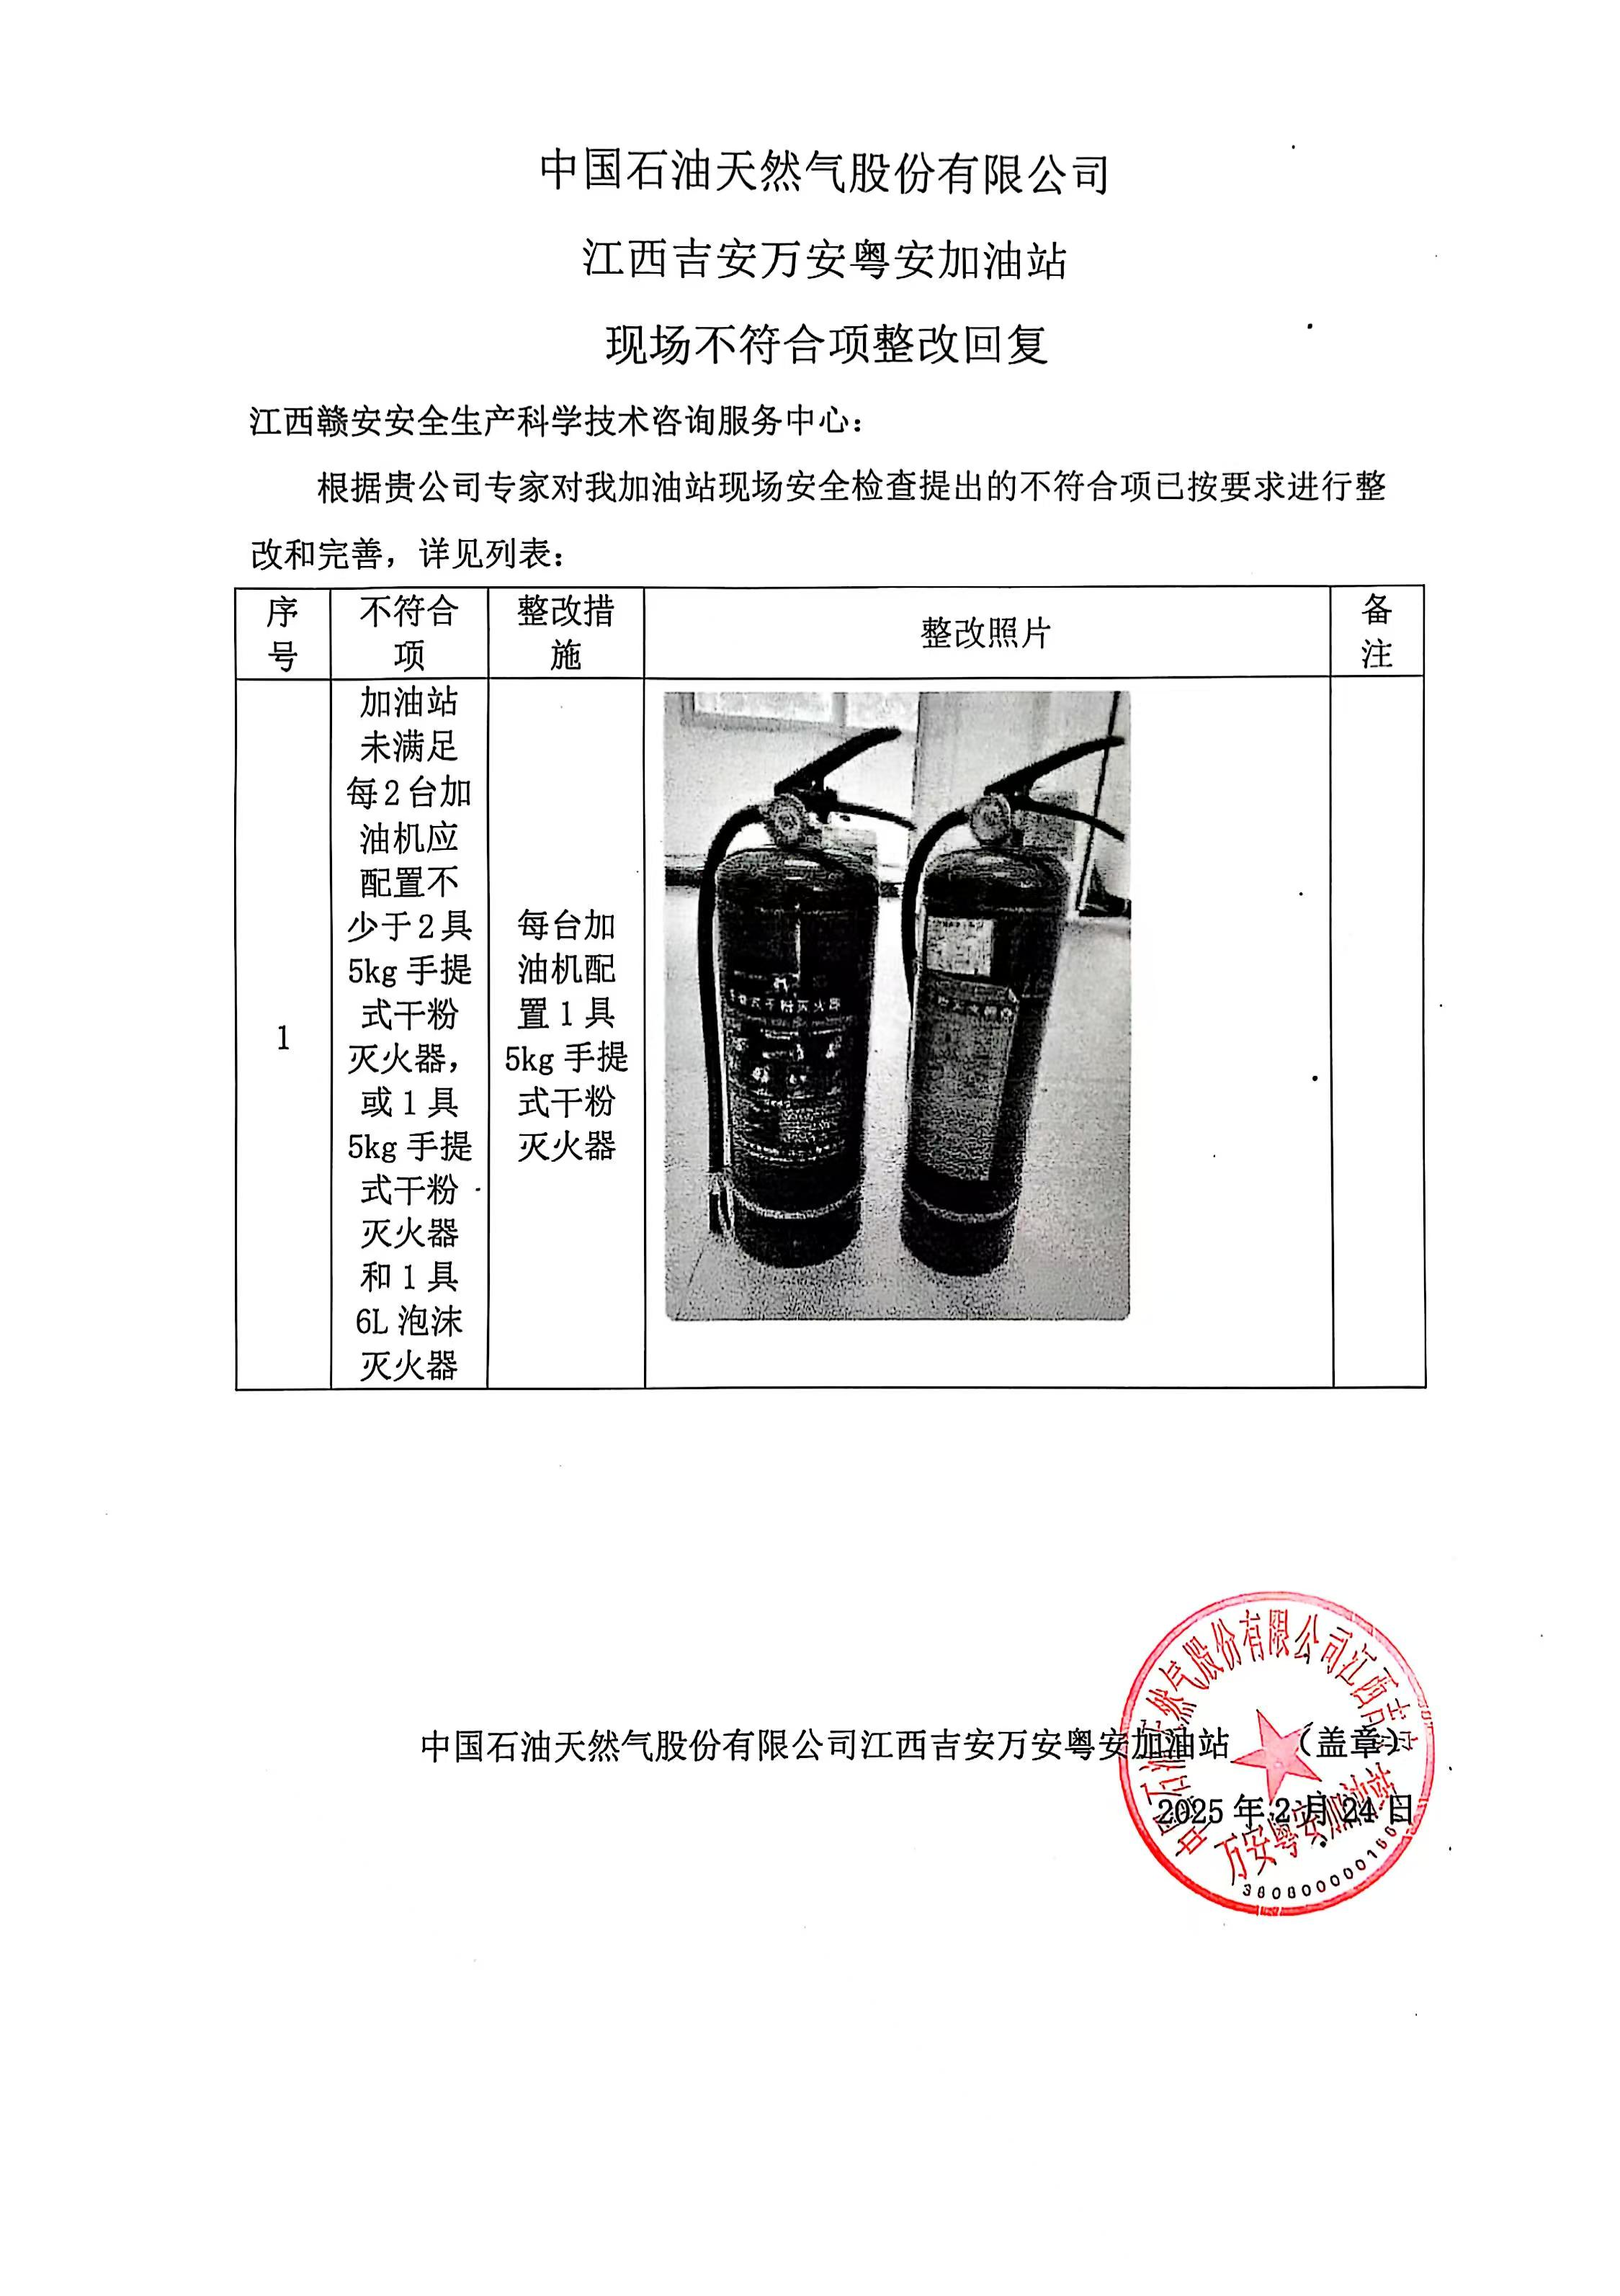 中国石油天然气股份有限公司
江西吉安万安粤安加油站
现场不符合项整改回复
江西赣安安全生产科学技术咨询服务中心：
根据贵公司专家对我加油站现场安全检查提出的不符合项已按要求进行整
改和完善，详见列表：
序
号
不符合
项
整改措
施
整改照片
备
注
1
加油站
未满足
每2台加
油机应
配置不
少于2具
5kg手提
式干粉
灭火器，
或1具
5kg手提
式干粉
灭火器
和1具
6L泡沫
灭火器
每台加
油机配
置1具
5kg手提
式干粉
灭火器
式干粉灭火器
中国石油天然气股份有限公司江西吉安万安粤安加油站 （盖章）
2025年2月24日
中国石油天然气股份有限公司江西吉安
万安粤安加油站